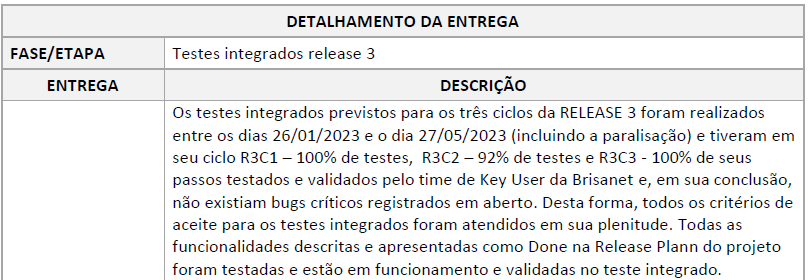 DETALHAMENTO DA ENTREGA
FASE/ETAPA Testes integrados release 3
ENTREGA DESCRIÇÃO
Os testes integrados previstos para os três ciclos da RELEASE 3 foram realizados
entre os dias 26/01/2023 e o dia 27/05/2023 (incluindo a paralisação) e tiveram em
seu ciclo R3C1 – 100% de testes, R3C2 – 92% de testes e R3C3 - 100% de seus
passos testados e validados pelo time de Key User da Brisanet e, em sua conclusão,
não existiam bugs críticos registrados em aberto. Desta forma, todos os critérios de
aceite para os testes integrados foram atendidos em sua plenitude. Todas as
funcionalidades descritas e apresentadas como Done na Release Plann do projeto
foram testadas e estão em funcionamento e validadas no teste integrado.